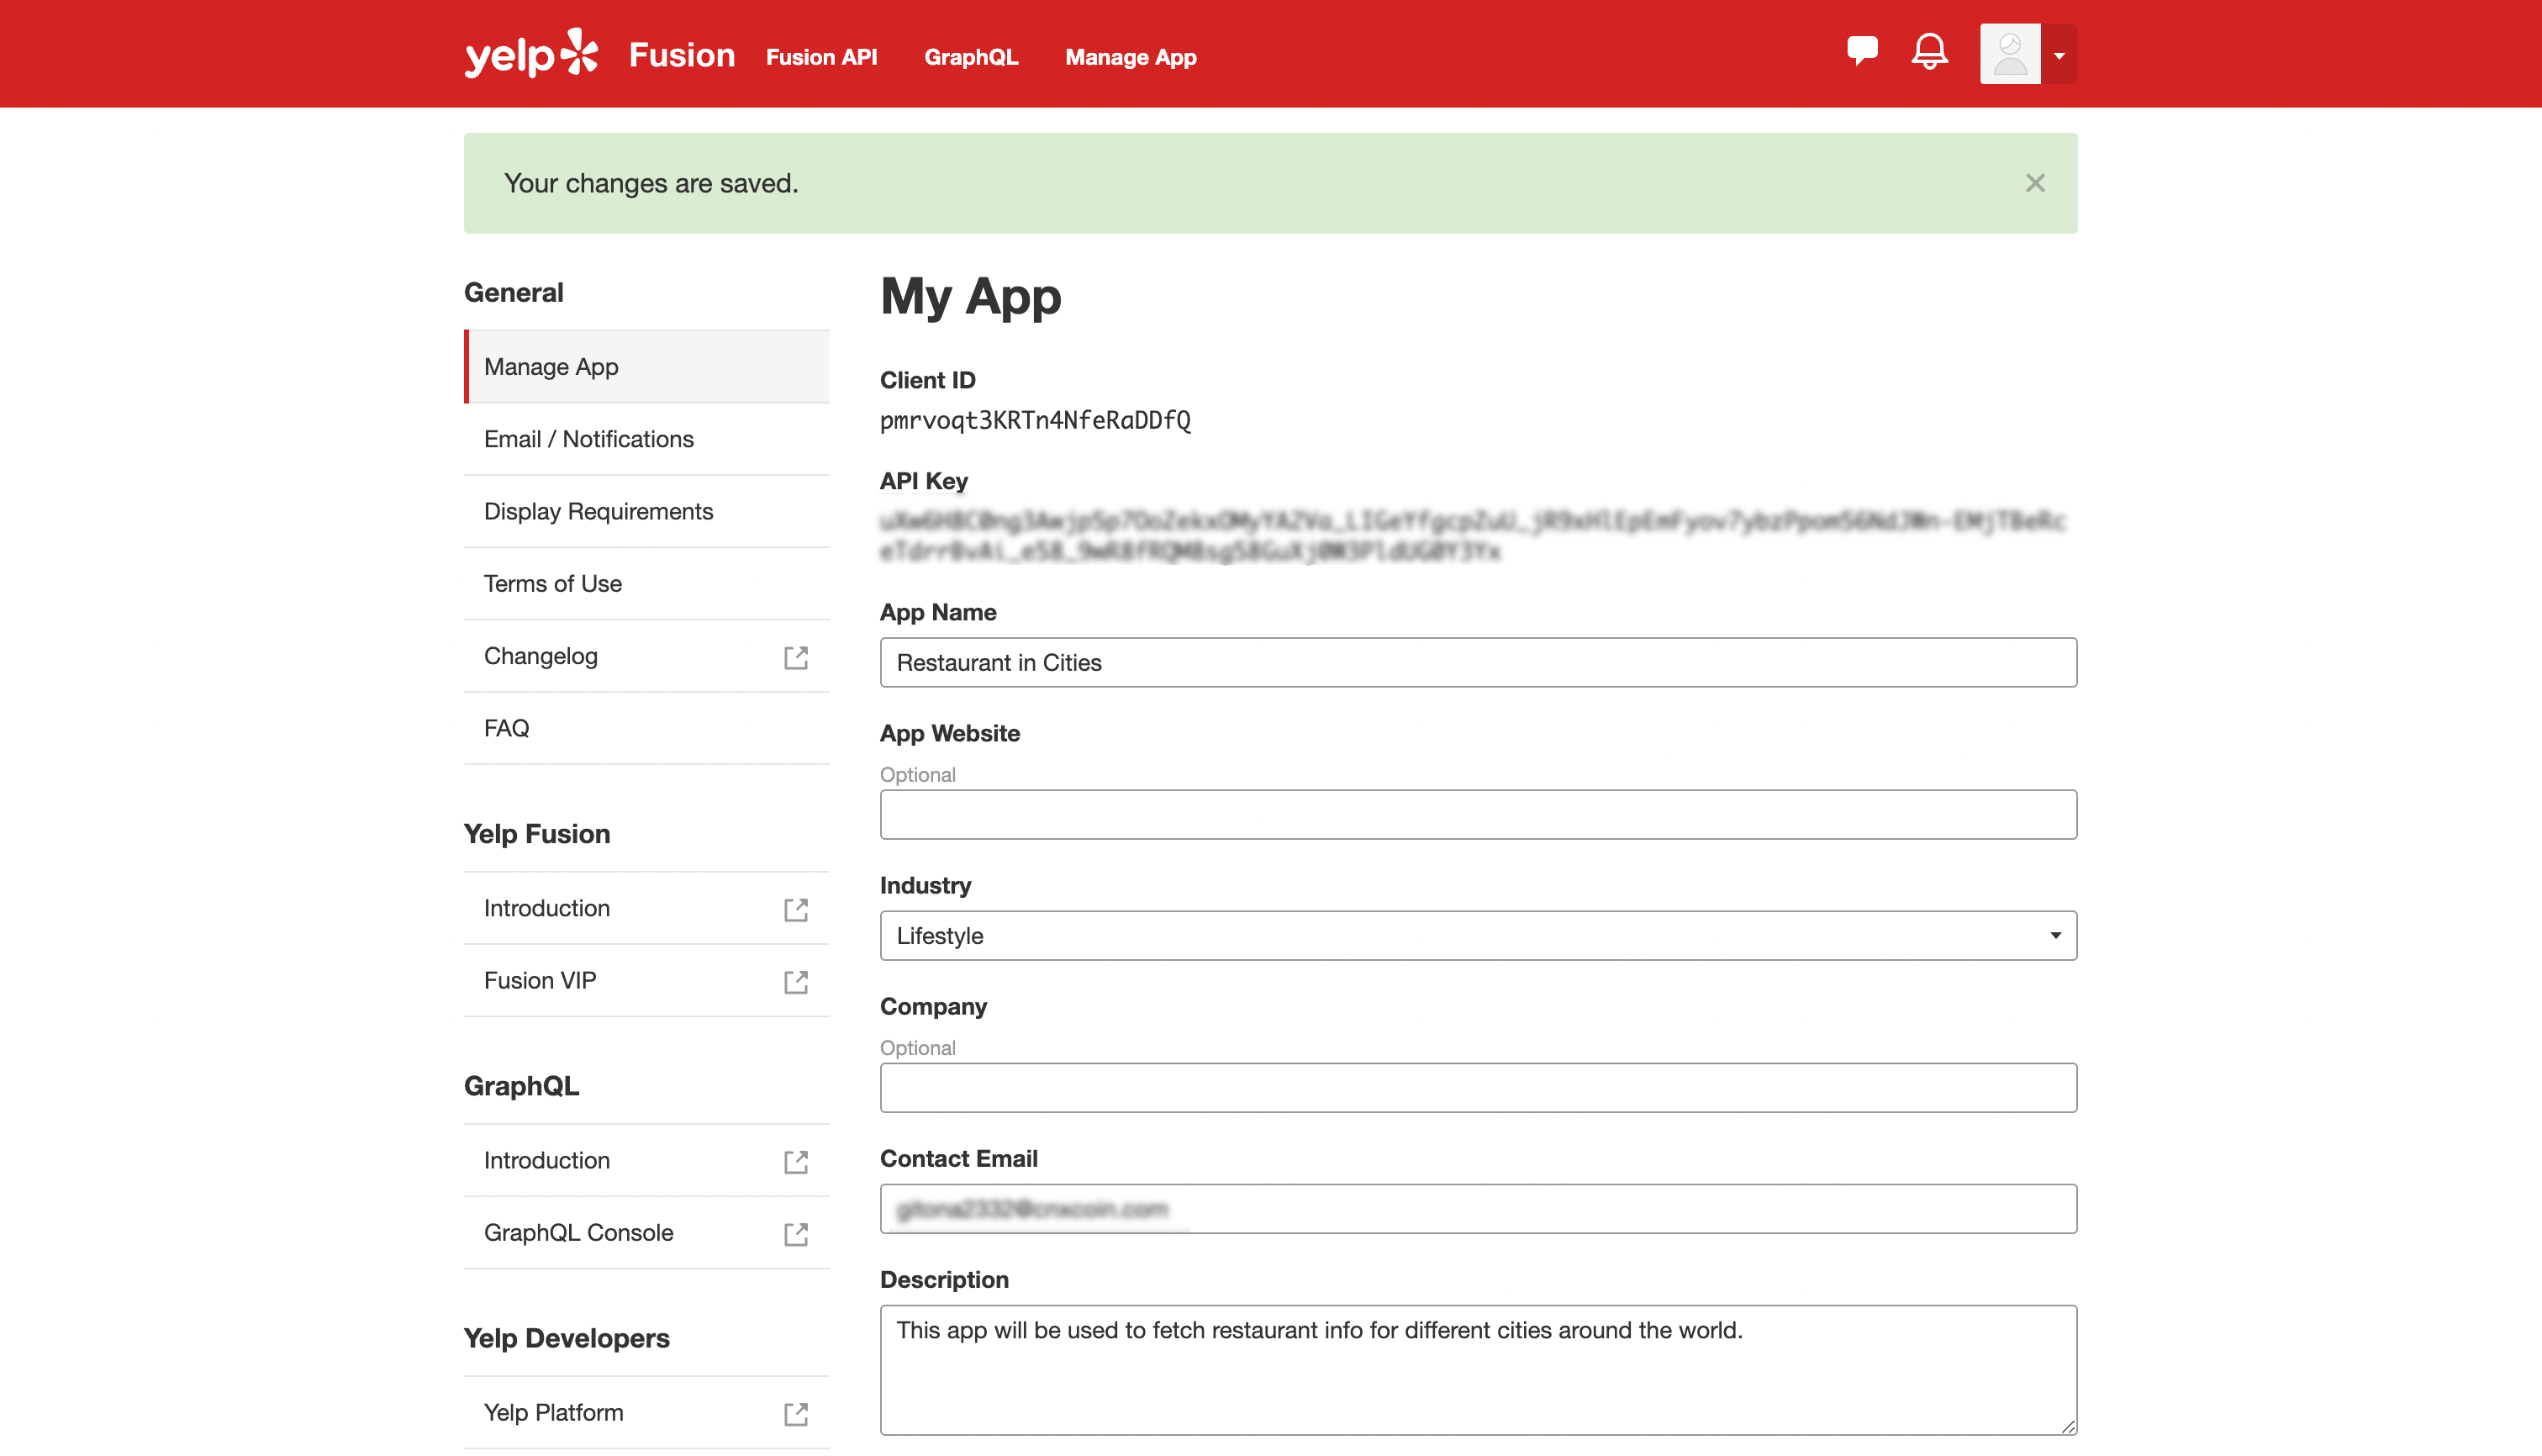 yelp Fusion Fusion API GraphQL Manage App
Your changes are saved.
General
Manage App
Email / Notifications
Display Requirements
Terms of Use
Changelog
FAQ
Yelp Fusion
Introduction
Fusion VIP
GraphQL
Introduction
GraphQL Console
Yelp Developers
Yelp Platform
My App
Client ID
pmrvoqt3KRTn4NfeRaDDfQ
API Key
App Name
Restaurant in Cities
App Website
Optional
Industry
Lifestyle
Company
Optional
Contact Email
Description
This app will be used to fetch restaurant info for different cities around the world.